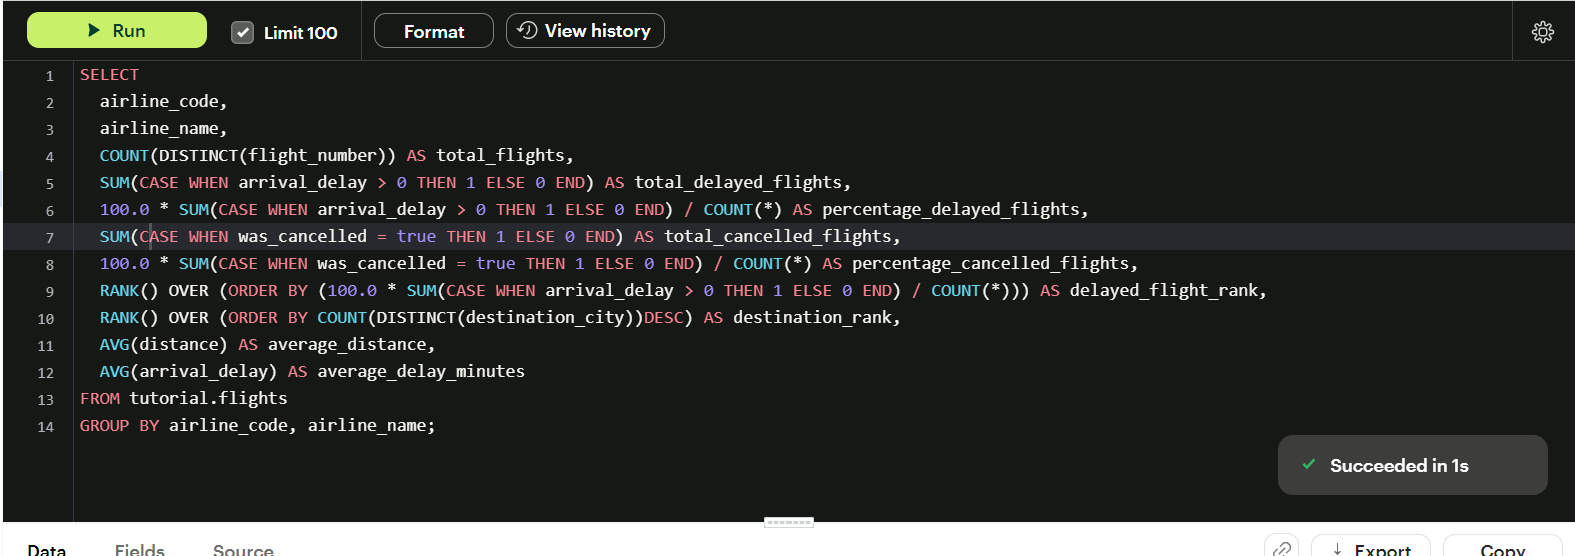 Run Limit 100 Format View history
1 SELECT
2 airline_code,
3 airline_name,
4 COUNT(DISTINCT(flight_number)) AS total_flights,
5 SUM(CASE WHEN arrival_delay > 0 THEN 1 ELSE 0 END) AS total_delayed_flights,
6 100.0 * SUM(CASE WHEN arrival_delay > 0 THEN 1 ELSE 0 END) / COUNT(*) AS percentage_delayed_flights,
7 SUM(CASE WHEN was_cancelled = true THEN 1 ELSE 0 END) AS total_cancelled_flights,
8 100.0 * SUM(CASE WHEN was_cancelled = true THEN 1 ELSE 0 END) / COUNT(*) AS percentage_cancelled_flights,
9 RANK() OVER (ORDER BY (100.0 * SUM(CASE WHEN arrival_delay > 0 THEN 1 ELSE 0 END) / COUNT(*))) AS delayed_flight_rank,
10 RANK() OVER (ORDER BY COUNT(DISTINCT(destination_city))DESC) AS destination_rank,
11 AVG(distance) AS average_distance,
12 AVG(arrival_delay) AS average_delay_minutes
13 FROM tutorial.flights
14 GROUP BY airline_code, airline_name;
Succeeded in 1s
Data Fields Source Export Copy